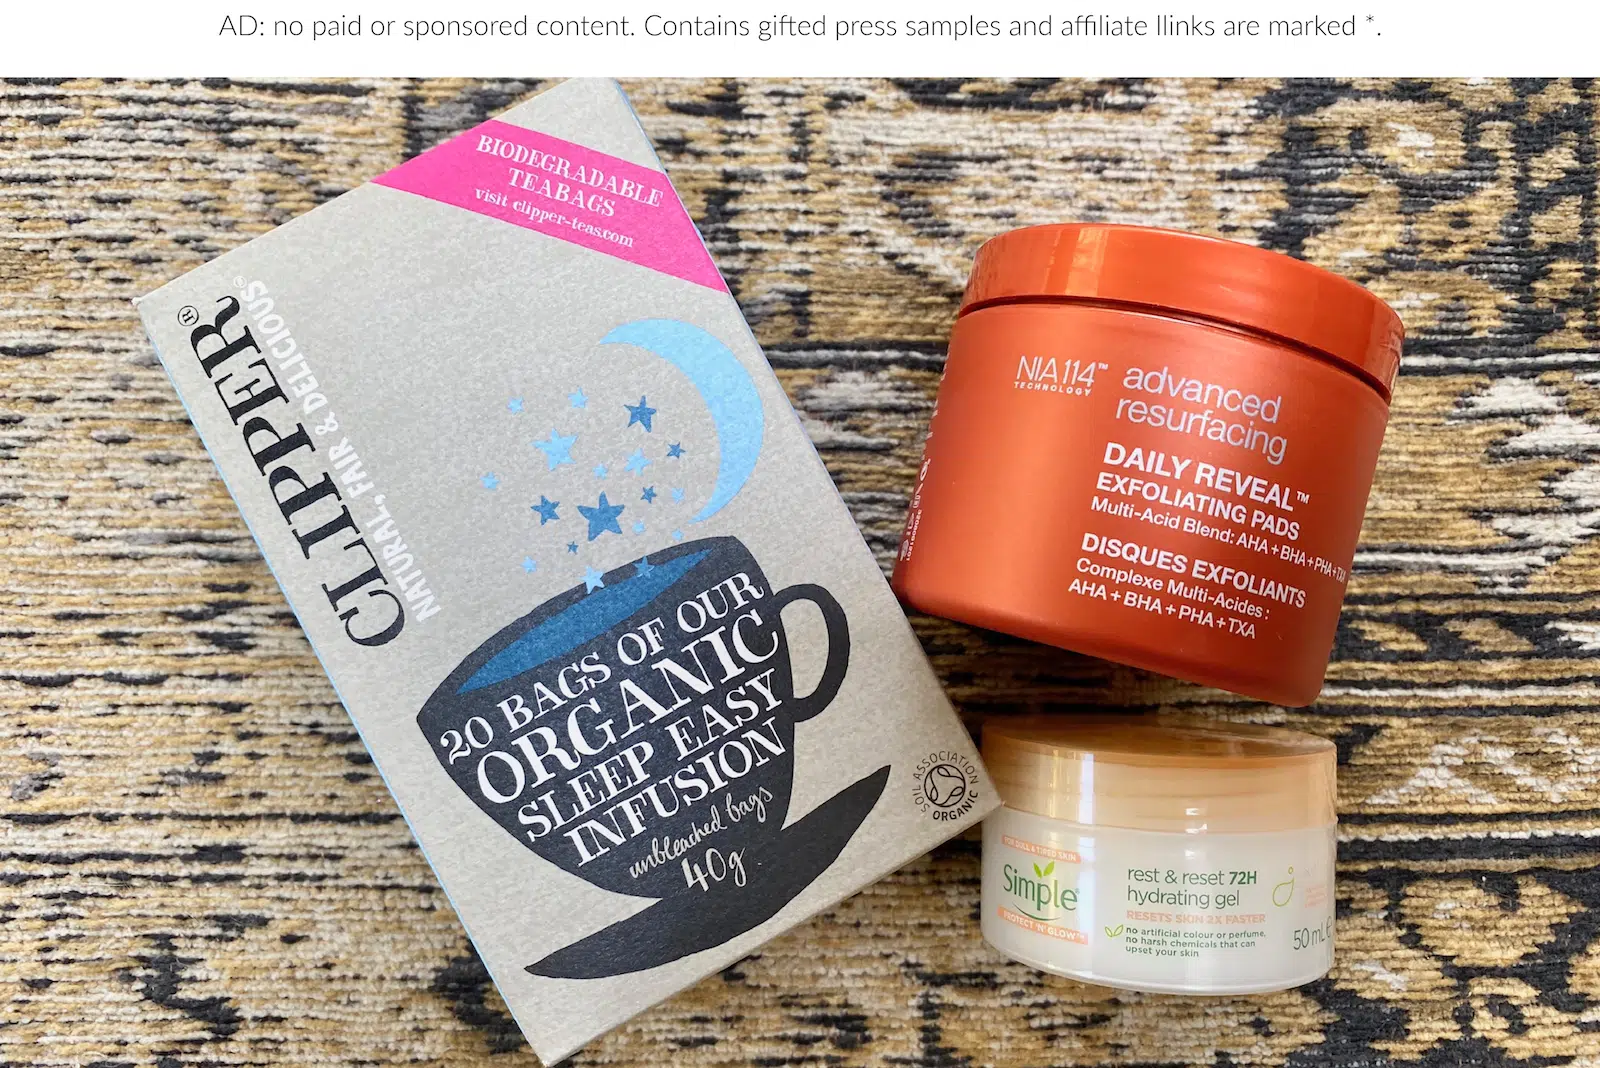 AD: no paid or sponsored content. Contains gifted press samples and affiliate llinks are marked *.
BIODEGRADABLE
TEABAGS
visit clipper-teas.com
CLIPPER®
NATURAL, FAIR & DELICIOUS®
20 BAGS OF OUR
ORGANIC
SLEEP EASY
INFUSION
unbleached bags
40g
SOIL ASSOCIATION
ORGANIC
NIA114™
TECHNOLOGY
advanced
resurfacing
DAILY REVEAL™
EXFOLIATING PADS
Multi-Acid Blend: AHA+BHA+PHA+TXA
DISQUES EXFOLIANTS
Complexe Multi-Acides :
AHA+BHA+PHA+TXA
FOR DULL & TIRED SKIN
Simple®
PROTECT 'N' GLOW™
rest & reset 72H
hydrating gel
RESETS SKIN 2X FASTER
no artificial colour or perfume,
no harsh chemicals that can
upset your skin
50 mL e